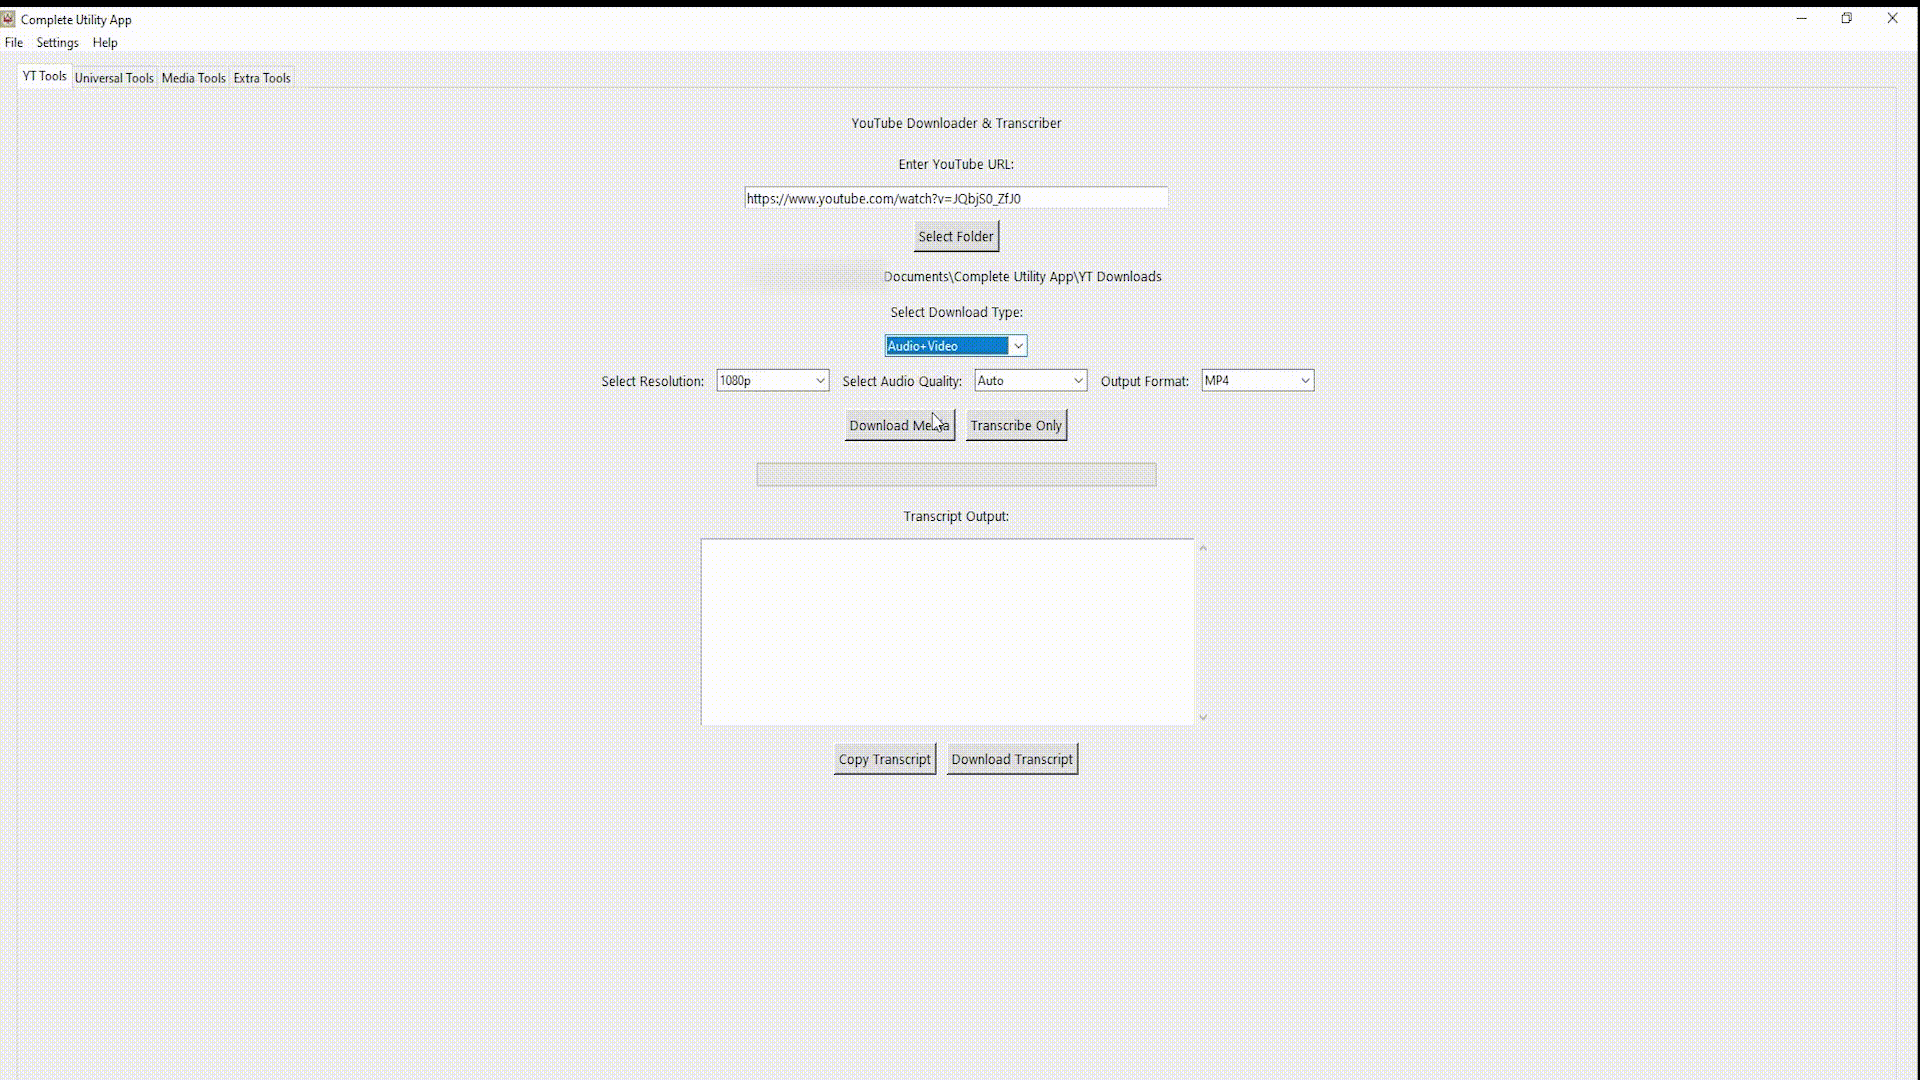 Complete Utility App
File Settings Help
YT Tools Universal Tools Media Tools Extra Tools
YouTube Downloader & Transcriber
Enter YouTube URL:
https://www.youtube.com/watch?v=JQbjS0_ZfJ0
Select Folder
Documents\Complete Utility App\YT Downloads
Select Download Type:
Audio+Video
Select Resolution: 1080p Select Audio Quality: Auto Output Format: MP4
Download Media Transcribe Only
Transcript Output:
Copy Transcript Download Transcript